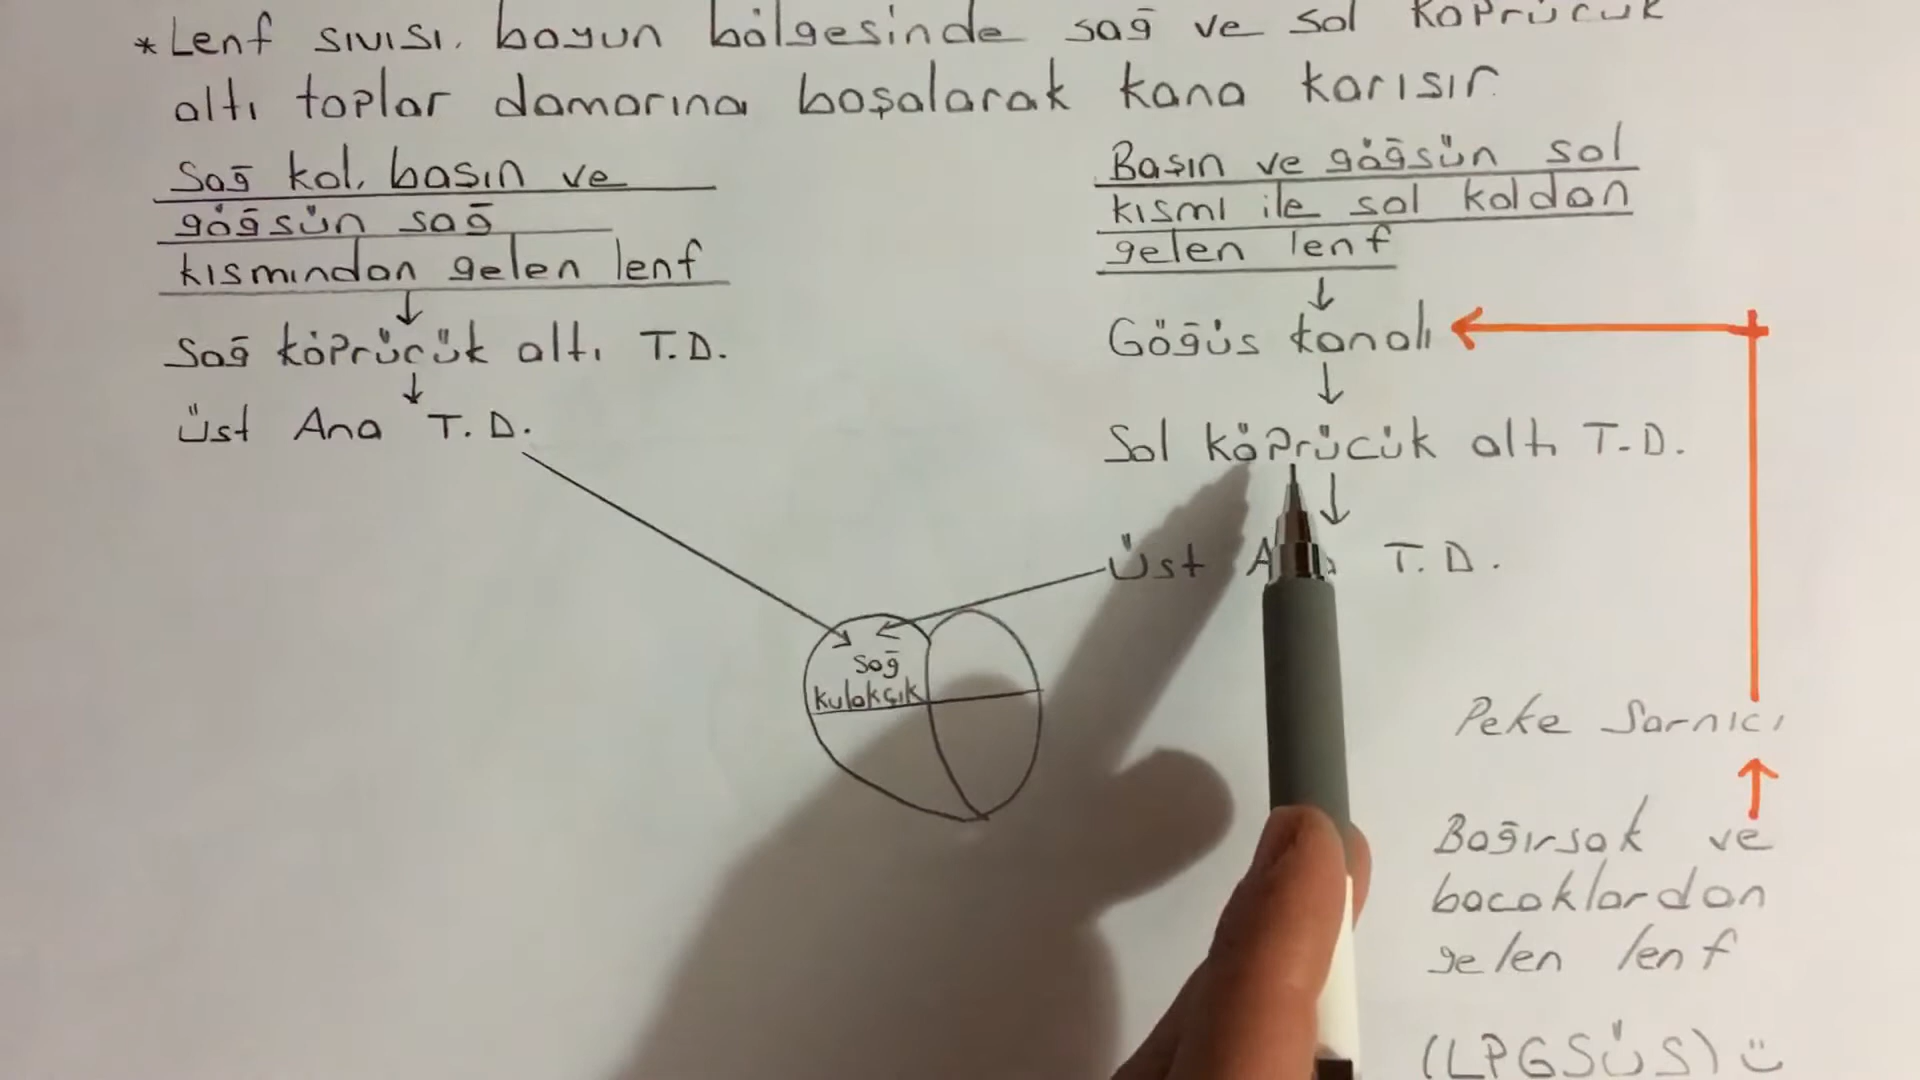 *Lenf sıvısı, boyun bölgesinde sağ ve sol köprücük
altı toplar damarına boşalarak kana karışır.
Sağ kol, başın ve
göğsün sağ
kısmından gelen lenf
↓
Sağ köprücük altı T.D.
↓
Üst Ana T.D.
Başın ve göğsün sol
kısmı ile sol koldan
gelen lenf
↓
Göğüs kanalı
↓
Sol köprücük altı T.D.
↓
Üst T.D.
Sağ
kulakçık
Peke Sarnıcı
Bağırsak ve
bacaklardan
gelen lenf
(LPGSÜS)